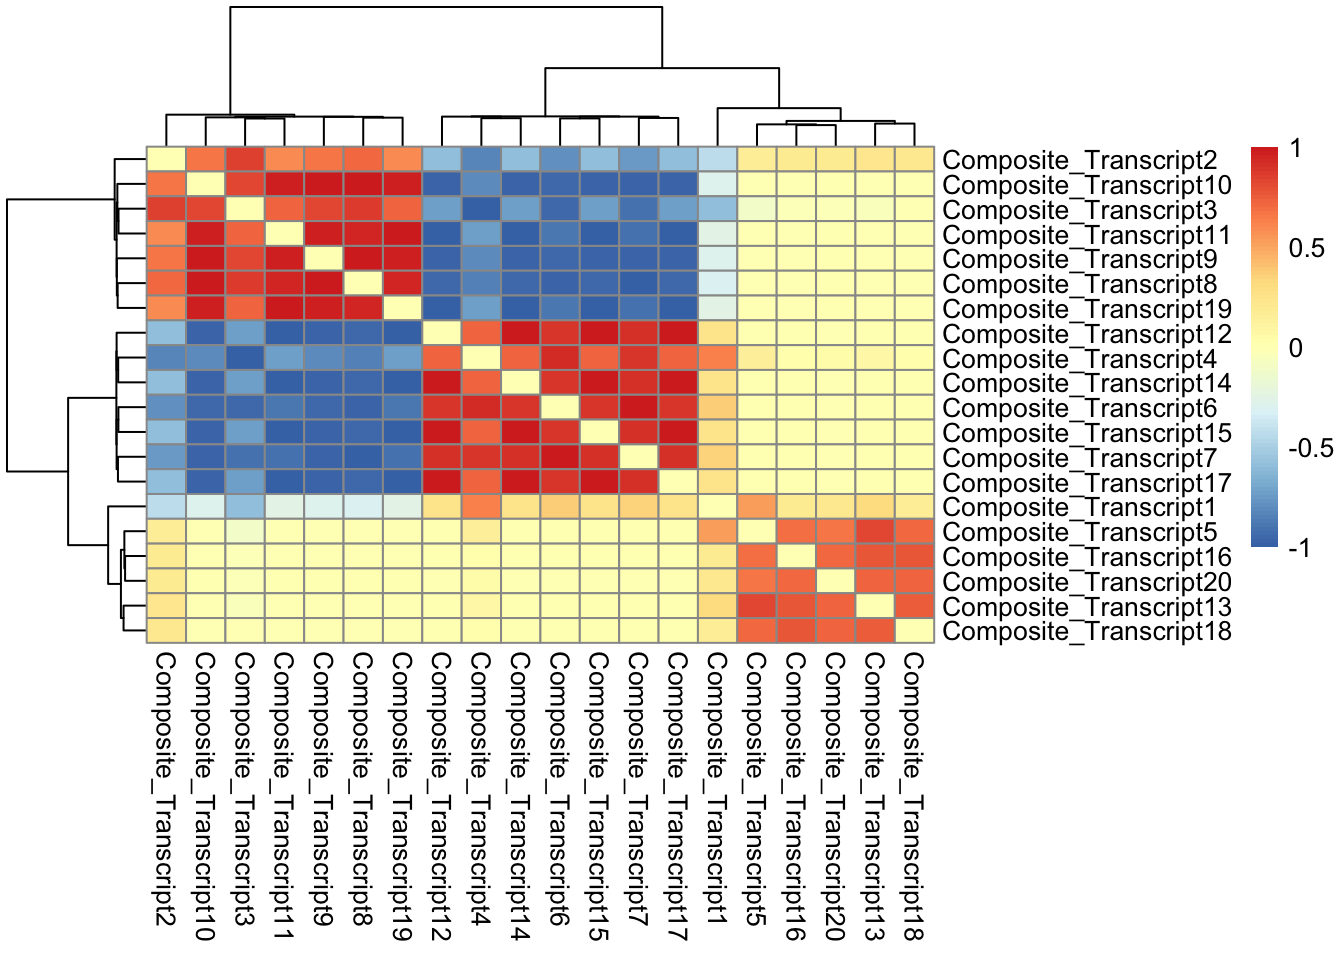 Composite_Transcript2
Composite_Transcript10
Composite_Transcript3
Composite_Transcript11
Composite_Transcript9
Composite_Transcript8
Composite_Transcript19
Composite_Transcript12
Composite_Transcript4
Composite_Transcript14
Composite_Transcript6
Composite_Transcript15
Composite_Transcript7
Composite_Transcript17
Composite_Transcript1
Composite_Transcript5
Composite_Transcript16
Composite_Transcript20
Composite_Transcript13
Composite_Transcript18
1
0.5
0
-0.5
-1
Composite_Transcript2
Composite_Transcript10
Composite_Transcript3
Composite_Transcript11
Composite_Transcript9
Composite_Transcript8
Composite_Transcript19
Composite_Transcript12
Composite_Transcript4
Composite_Transcript14
Composite_Transcript6
Composite_Transcript15
Composite_Transcript7
Composite_Transcript17
Composite_Transcript1
Composite_Transcript5
Composite_Transcript16
Composite_Transcript20
Composite_Transcript13
Composite_Transcript18